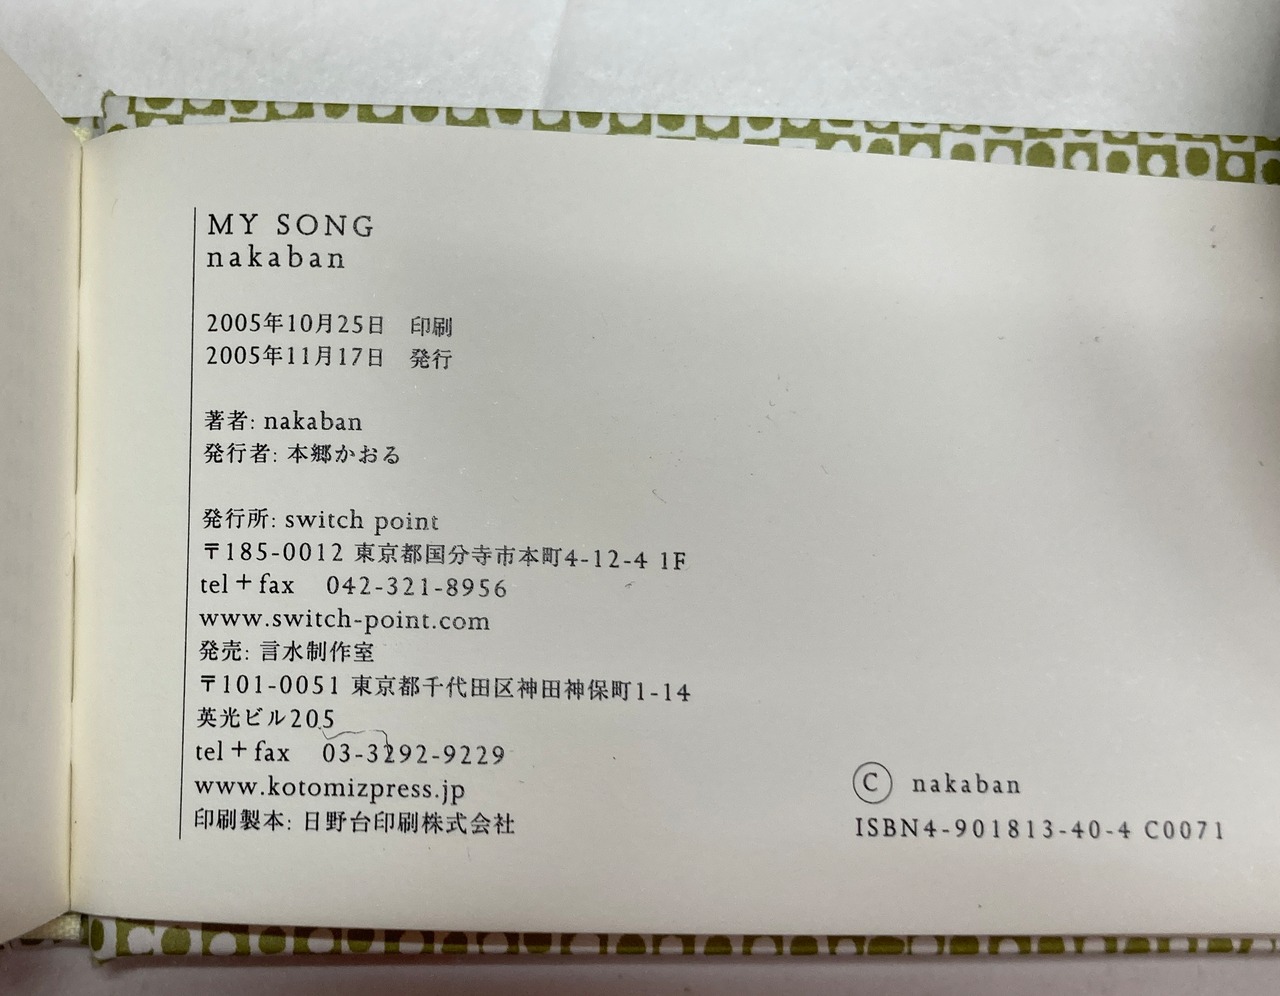 MY SONG
nakaban
2005年10月25日　印刷
2005年11月17日　発行
著者: nakaban
発行者: 本郷かおる
発行所: switch point
〒185-0012 東京都国分寺市本町4-12-4 1F
tel + fax　042-321-8956
www.switch-point.com
発売: 言水制作室
〒101-0051 東京都千代田区神田神保町1-14
英光ビル205
tel + fax　03-3292-9229
www.kotomizpress.jp
印刷製本: 日野台印刷株式会社
Ⓒ nakaban
ISBN4-901813-40-4 C0071